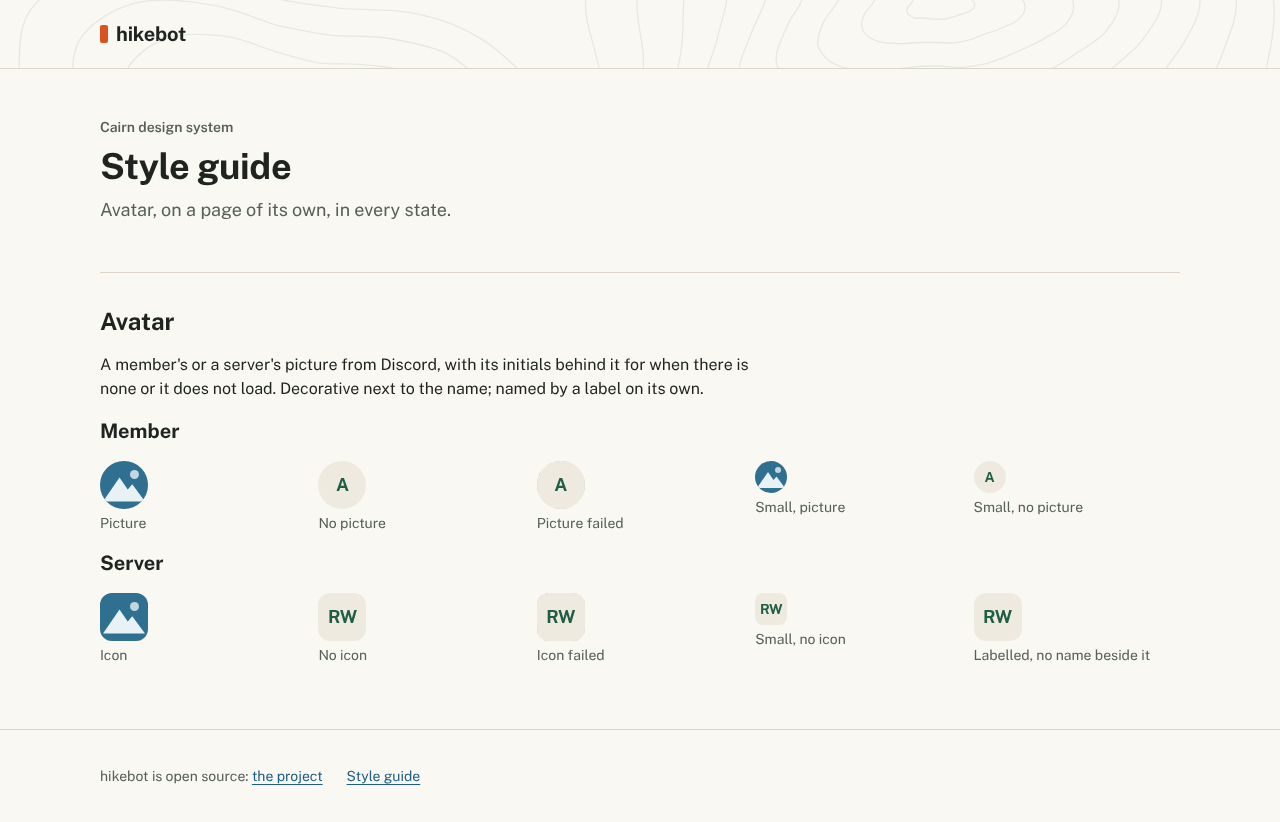 hikebot
Cairn design system
Style guide
Avatar, on a page of its own, in every state.
Avatar
A member's or a server's picture from Discord, with its initials behind it for when there is
none or it does not load. Decorative next to the name; named by a label on its own.
Member
A
A
A
Picture
No picture
Picture failed
Small, picture
Small, no picture
Server
RW
RW
RW
RW
Icon
No icon
Icon failed
Small, no icon
Labelled, no name beside it
hikebot is open source: the project Style guide